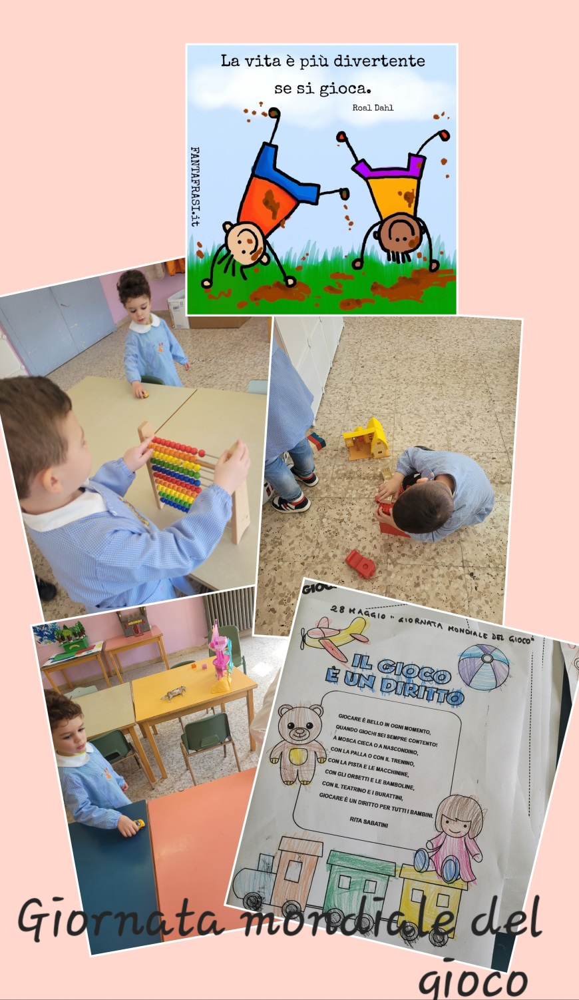 La vita è più divertente
se si gioca.
Roal Dahl
FANTAFRASI.it
28 MAGGIO "GIORNATA MONDIALE DEL GIOCO"
IL GIOCO
È UN DIRITTO
GIOCARE È BELLO IN OGNI MOMENTO,
QUANDO GIOCHI SEI SEMPRE CONTENTO!
A MOSCA CIECA O A NASCONDINO,
CON LA PALLA O CON IL TRENINO,
CON LA PISTA E LE MACCHININE,
CON GLI ORSETTI E LE BAMBOLINE,
CON IL TEATRINO E I BURATTINI,
GIOCARE È UN DIRITTO PER TUTTI I BAMBINI.
RITA SABATINI
Giornata mondiale del
gioco